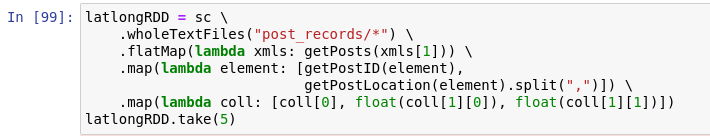 In [99]: latlongRDD = sc \
    .wholeTextFiles("post_records/*") \
    .flatMap(lambda xmls: getPosts(xmls[1])) \
    .map(lambda element: [getPostID(element),
                          getPostLocation(element).split(",")]) \
    .map(lambda coll: [coll[0], float(coll[1][0]), float(coll[1][1])])
latlongRDD.take(5)